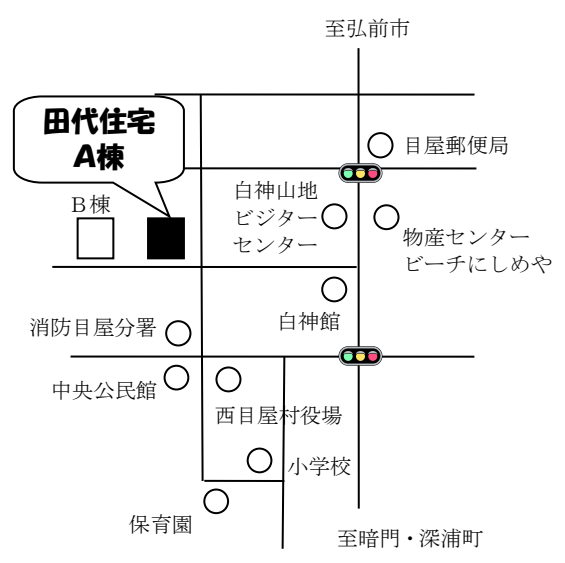 至弘前市
田代住宅
A棟
目屋郵便局
白神山地
ビジター
センター
B棟
物産センター
ビーチにしめや
白神館
消防目屋分署
中央公民館
西目屋村役場
小学校
保育園
至暗門・深浦町